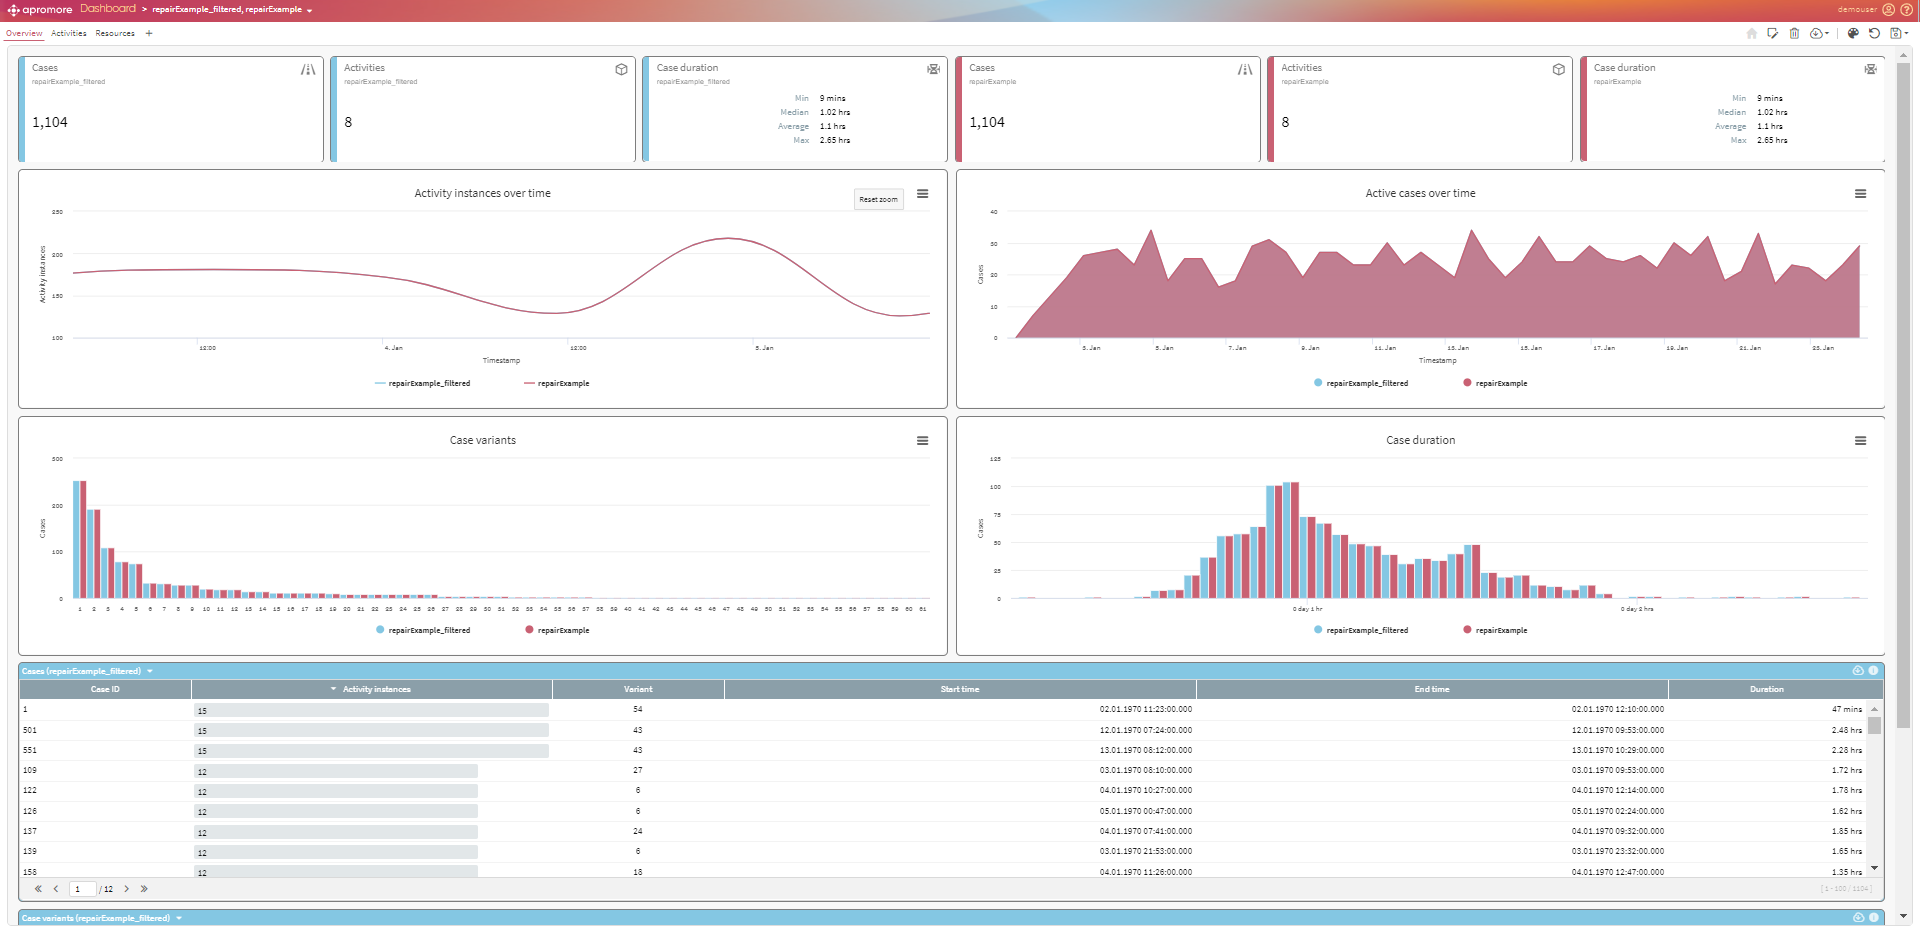 apromore Dashboard > repairExample_filtered, repairExample
demouser
Overview Activities Resources +
Cases
repairExample_filtered
1,104
Activities
repairExample_filtered
8
Case duration
repairExample_filtered
Min 9 mins
Median 1.02 hrs
Average 1.1 hrs
Max 2.65 hrs
Cases
repairExample
1,104
Activities
repairExample
8
Case duration
repairExample
Min 9 mins
Median 1.02 hrs
Average 1.1 hrs
Max 2.65 hrs
Activity instances over time
Reset zoom
250
200
150
100
Activity instances
12:00 4. Jan 12:00 5. Jan
Timestamp
repairExample_filtered repairExample
Active cases over time
40
30
20
10
0
Cases
3. Jan 5. Jan 7. Jan 9. Jan 11. Jan 13. Jan 15. Jan 17. Jan 19. Jan 21. Jan 23. Jan
Timestamp
repairExample_filtered repairExample
Case variants
300
200
100
0
Cases
1 2 3 4 5 6 7 8 9 10 11 12 13 14 15 16 17 18 19 20 21 22 23 24 25 26 27 28 29 30 31 32 33 34 35 36 37 38 39 40 41 42 43 44 45 46 47 48 49 50 51 52 53 54 55 56 57 58 59 60 61
repairExample_filtered repairExample
Case duration
125
100
75
50
25
0
Cases
0 day 1 hr 0 day 2 hrs
repairExample_filtered repairExample
Cases (repairExample_filtered)
Case ID Activity instances Variant Start time End time Duration
1 15 54 02.01.1970 11:23:00.000 02.01.1970 12:10:00.000 47 mins
501 15 43 12.01.1970 07:24:00.000 12.01.1970 09:53:00.000 2.48 hrs
551 15 43 13.01.1970 08:12:00.000 13.01.1970 10:29:00.000 2.28 hrs
109 12 27 03.01.1970 08:10:00.000 03.01.1970 09:53:00.000 1.72 hrs
122 12 6 04.01.1970 10:27:00.000 04.01.1970 12:14:00.000 1.78 hrs
126 12 6 05.01.1970 00:47:00.000 05.01.1970 02:24:00.000 1.62 hrs
137 12 24 04.01.1970 07:41:00.000 04.01.1970 09:32:00.000 1.85 hrs
139 12 6 03.01.1970 21:53:00.000 03.01.1970 23:32:00.000 1.65 hrs
158 12 18 04.01.1970 11:26:00.000 04.01.1970 12:47:00.000 1.35 hrs
1 / 12
[ 1 - 100 / 1104 ]
Case variants (repairExample_filtered)